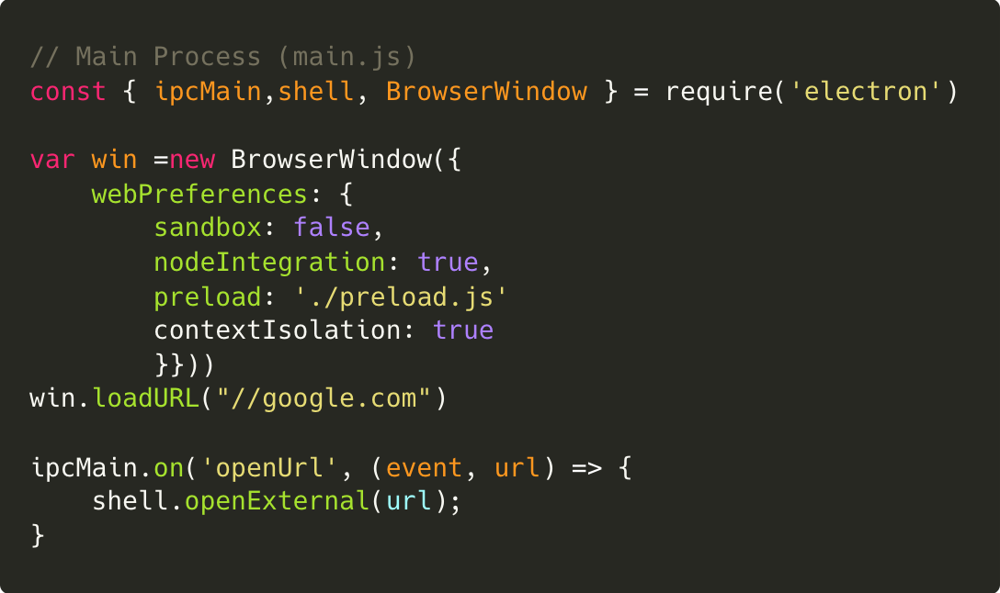 // Main Process (main.js)
const { ipcMain,shell, BrowserWindow } = require('electron')
var win =new BrowserWindow({
webPreferences: {
sandbox: false,
nodeIntegration: true,
preload: './preload.js'
contextIsolation: true
}}))
win.loadURL("//google.com")
ipcMain.on('openUrl', (event, url) => {
shell.openExternal(url);
}